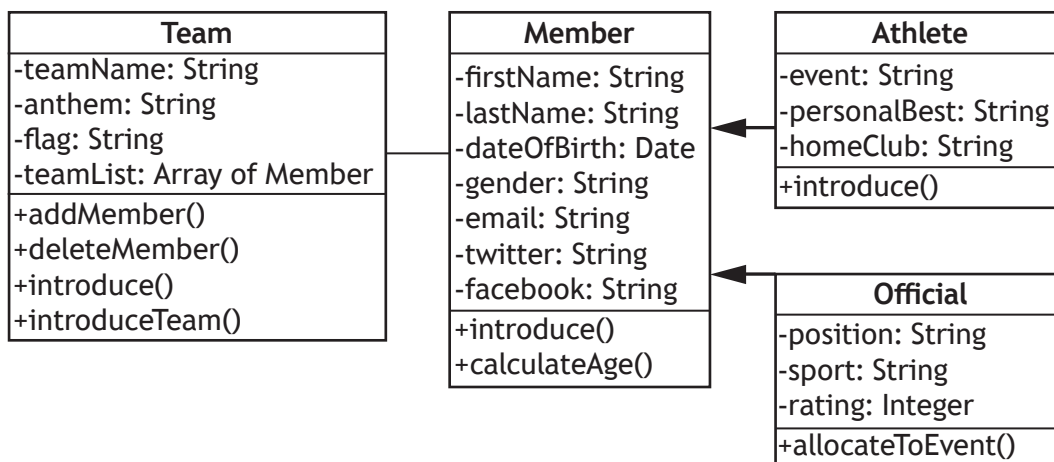 Team
-teamName: String
-anthem: String
-flag: String
-teamList: Array of Member
+addMember()
+deleteMember()
+introduce()
+introduceTeam()
Member
-firstName: String
-lastName: String
-dateOfBirth: Date
-gender: String
-email: String
-twitter: String
-facebook: String
+introduce()
+calculateAge()
Athlete
-event: String
-personalBest: String
-homeClub: String
+introduce()
Official
-position: String
-sport: String
-rating: Integer
+allocateToEvent()